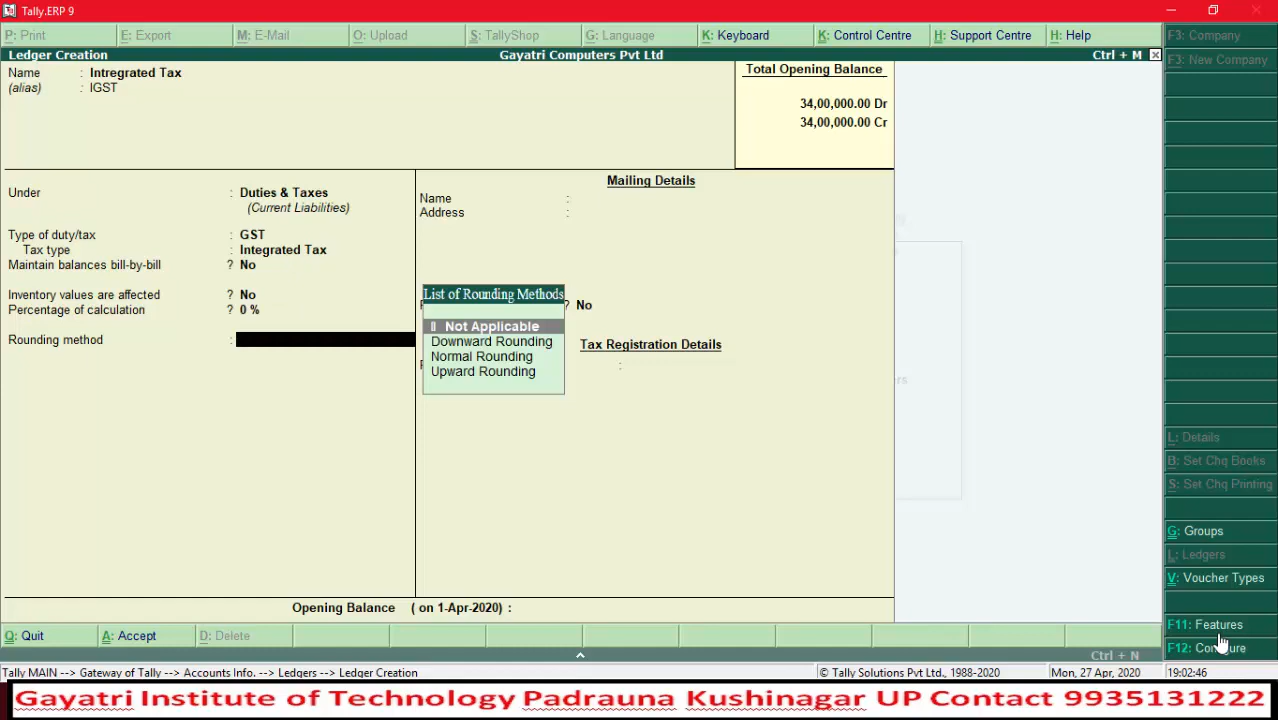 Tally.ERP 9
P: Print E: Export M: E-Mail O: Upload S: TallyShop G: Language K: Keyboard K: Control Centre H: Support Centre H: Help
F3: Company
F3: New Company
Ledger Creation Gayatri Computers Pvt Ltd Ctrl + M
Name : Intregrated Tax
(alias) : IGST
Total Opening Balance
34,00,000.00 Dr
34,00,000.00 Cr
Under : Duties & Taxes
(Current Liabilities)
Type of duty/tax : GST
Tax type : Integrated Tax
Maintain balances bill-by-bill ? No
Inventory values are affected ? No
Percentage of calculation ? 0 %
Rounding method :
Mailing Details
Name :
Address :
? No
Tax Registration Details
:
List of Rounding Methods
Not Applicable
Downward Rounding
Normal Rounding
Upward Rounding
Opening Balance ( on 1-Apr-2020) :
L: Details
B: Set Chq Books
S: Set Chq Printing
G: Groups
L: Ledgers
V: Voucher Types
F11: Features
F12: Configure
Q: Quit A: Accept D: Delete
Ctrl + N
Tally MAIN --> Gateway of Tally --> Accounts Info. --> Ledgers --> Ledger Creation © Tally Solutions Pvt Ltd., 1988-2020 Mon, 27 Apr, 2020 19:02:46
Gayatri Institute of Technology Padrauna Kushinagar UP Contact 9935131222